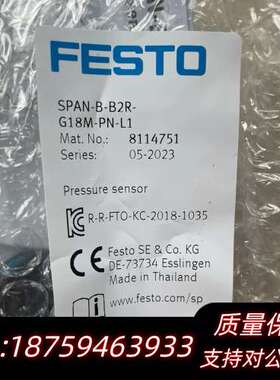 FESTO
SPAN-B-B2R-
G18M-PN-L1
Mat. No.: 8114751
Series: 05-2023
Pressure sensor
R-R-FTO-KC-2018-1035
CE Festo SE & Co. KG
DE-73734 Esslingen
Made in Thailand
www.festo.com/sp
:18759463933
质量保
支持对公